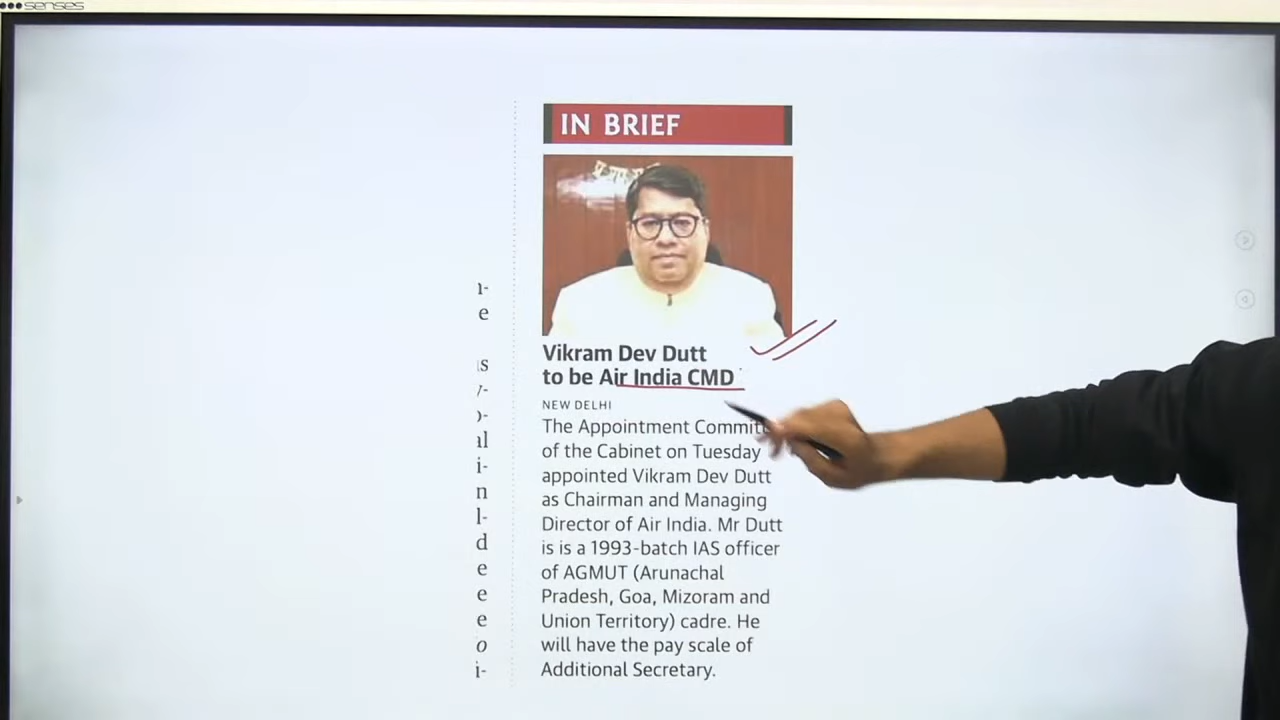 senses
IN BRIEF
Vikram Dev Dutt
to be Air India CMD
NEW DELHI
The Appointment Committ
of the Cabinet on Tuesday
appointed Vikram Dev Dutt
as Chairman and Managing
Director of Air India. Mr Dutt
is is a 1993-batch IAS officer
of AGMUT (Arunachal
Pradesh, Goa, Mizoram and
Union Territory) cadre. He
will have the pay scale of
Additional Secretary.
e
al
i-
n
l-
d
e
e
e
o
i-